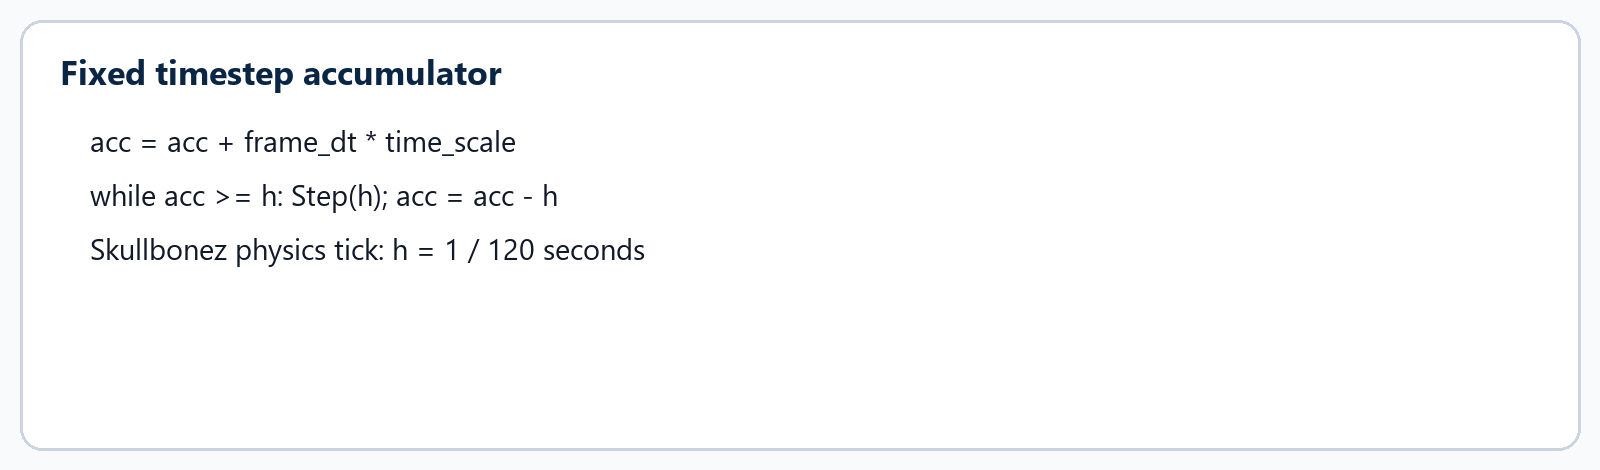 Fixed timestep accumulator
acc = acc + frame_dt * time_scale
while acc >= h: Step(h); acc = acc - h
Skullbonez physics tick: h = 1 / 120 seconds